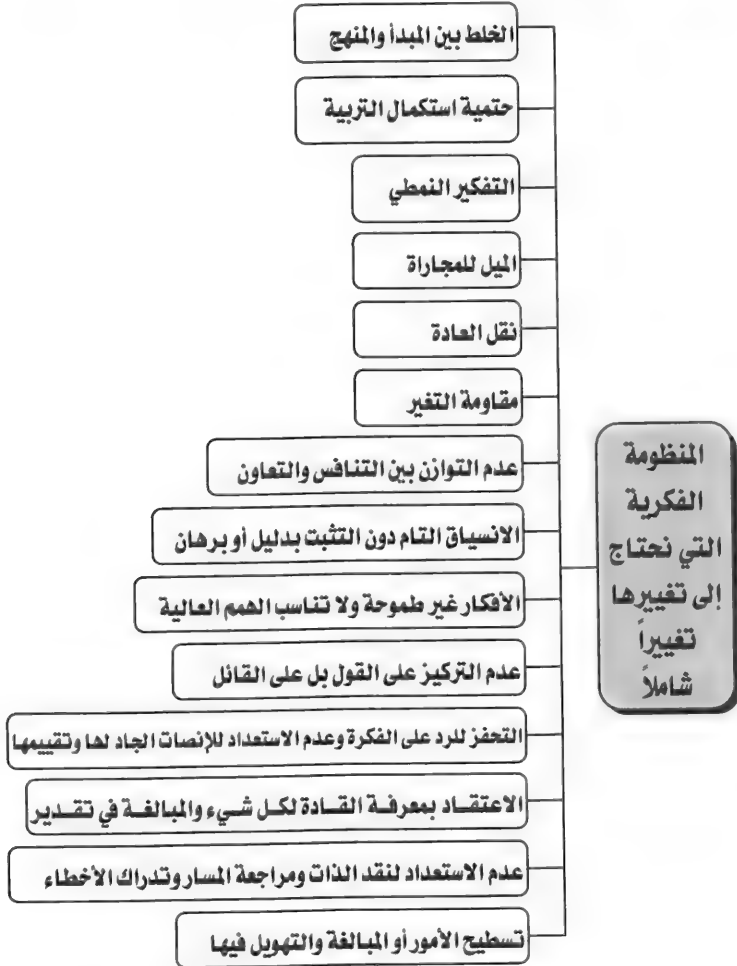 الخلط بين المبدأ والمنهج
حتمية استكمال التربية
التفكير النمطي
الميل للمجاراة
نقل العادة
مقاومة التغير
عدم التوازن بين التنافس والتعاون
الانسياق التام دون التثبت بدليل أو برهان
الأفكار غير طموحة ولا تناسب الهمم العالية
عدم التركيز على القول بل على القائل
التحفز للرد على الفكرة وعدم الاستعداد للإنصات الجاد لها وتقييمها
الاعتقاد بمعرفة القادة لكل شيء والمبالغة في تقدير
عدم الاستعداد لنقد الذات ومراجعة المسار وتدراك الأخطاء
تسطيح الأمور أو المبالغة والتهويل فيها
المنظومة
الفكرية
التي نحتاج
إلى تغييرها
تغييراً
شاملاً